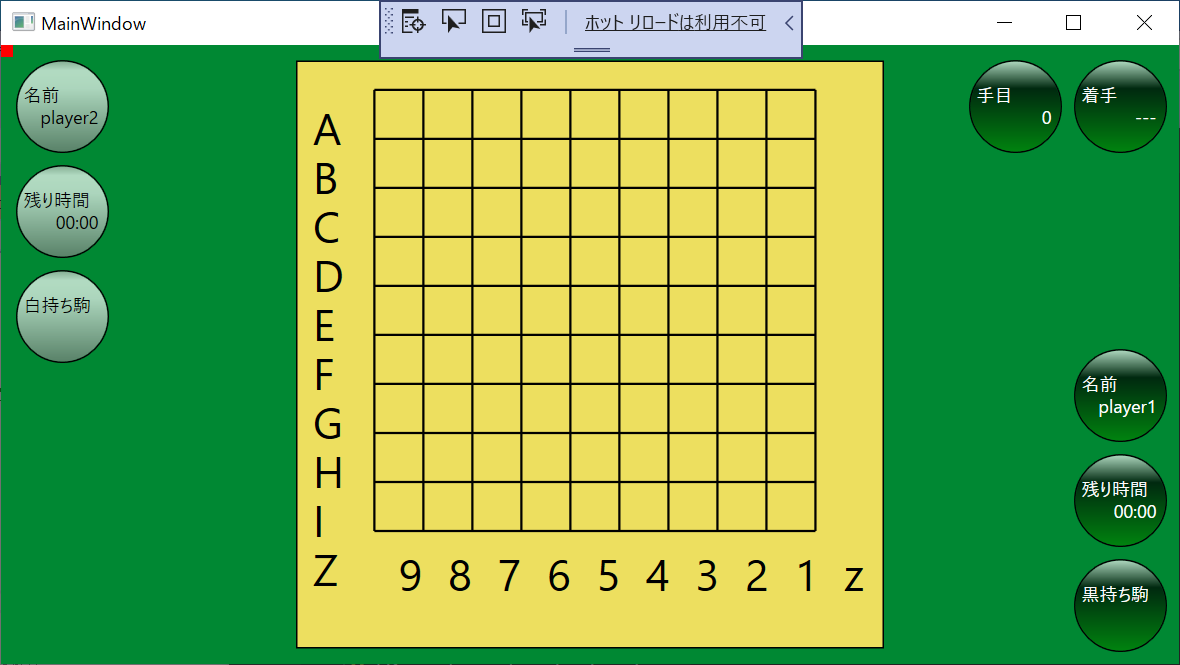 MainWindow
ホット リロードは利用不可
名前
player2
残り時間
00:00
白持ち駒
A
B
C
D
E
F
G
H
I
Z
9 8 7 6 5 4 3 2 1 z
手目
0
着手
---
名前
player1
残り時間
00:00
黒持ち駒